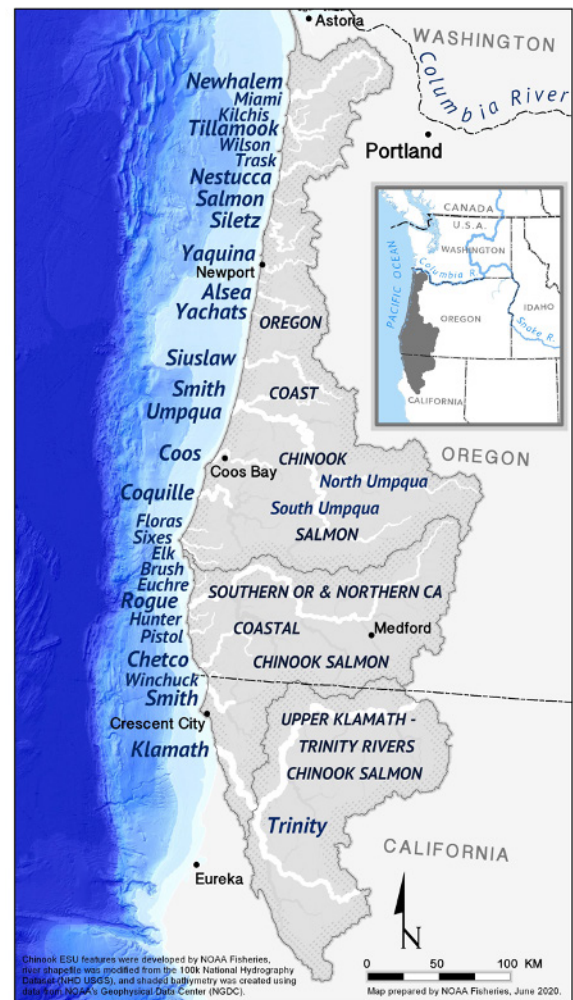 Astoria
WASHINGTON
Columbia River
Portland
Newhalem
Miami
Kilchis
Tillamook
Wilson
Trask
Nestucca
Salmon
Siletz
Yaquina
Newport
Alsea
Yachats
Siuslaw
Smith
Umpqua
Coos
Coos Bay
Coquille
Floras
Sixes
Elk
Brush
Euchre
Rogue
Hunter
Pistol
Chetco
Winchuck
Smith
Crescent City
Klamath
Eureka
OREGON
COAST
CHINOOK
SALMON
North Umpqua
South Umpqua
SOUTHERN OR & NORTHERN CA
COASTAL
CHINOOK SALMON
Medford
UPPER KLAMATH -
TRINITY RIVERS
CHINOOK SALMON
Trinity
OREGON
CALIFORNIA
CANADA
U.S.A.
WASHINGTON
Columbia R.
PACIFIC OCEAN
OREGON
IDAHO
Snake R.
CALIFORNIA
N
0 50 100 KM
Map prepared by NOAA Fisheries, June 2020.
Chinook ESU features were developed by NOAA Fisheries,
river shapefile was modified from the 100k National Hydrography
Dataset (NHD USGS), and shaded bathymetry was created using
data from NOAA's Geophysical Data Center (NGDC).